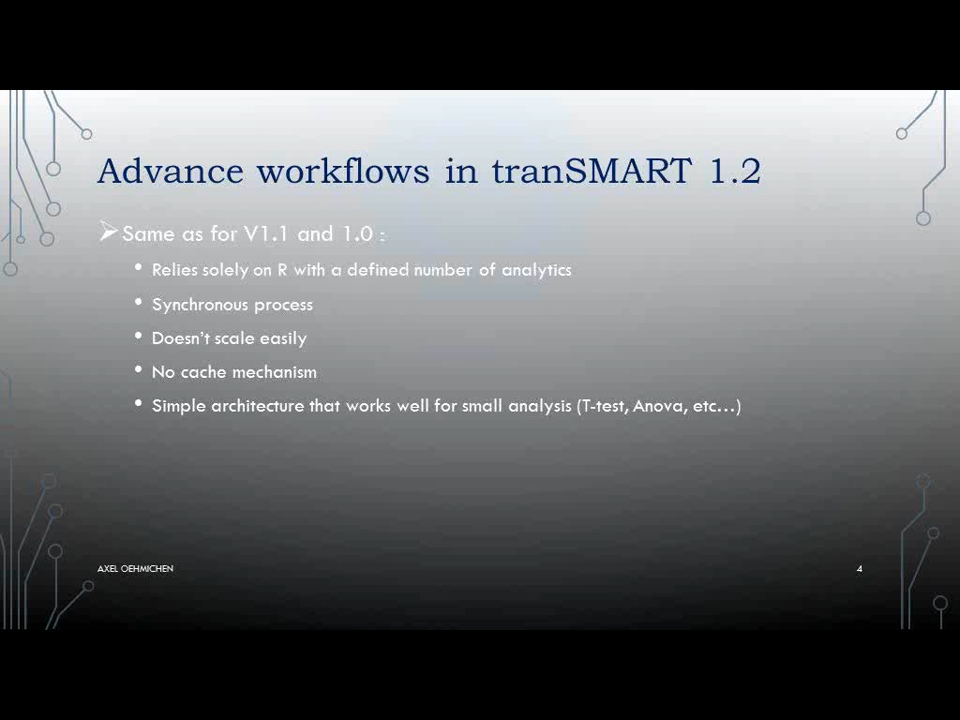 Advance workflows in tranSMART 1.2
Same as for V1.1 and 1.0 :
Relies solely on R with a defined number of analytics
Synchronous process
Doesn't scale easily
No cache mechanism
Simple architecture that works well for small analysis (T-test, Anova, etc…)
AXEL OEHMICHEN
4